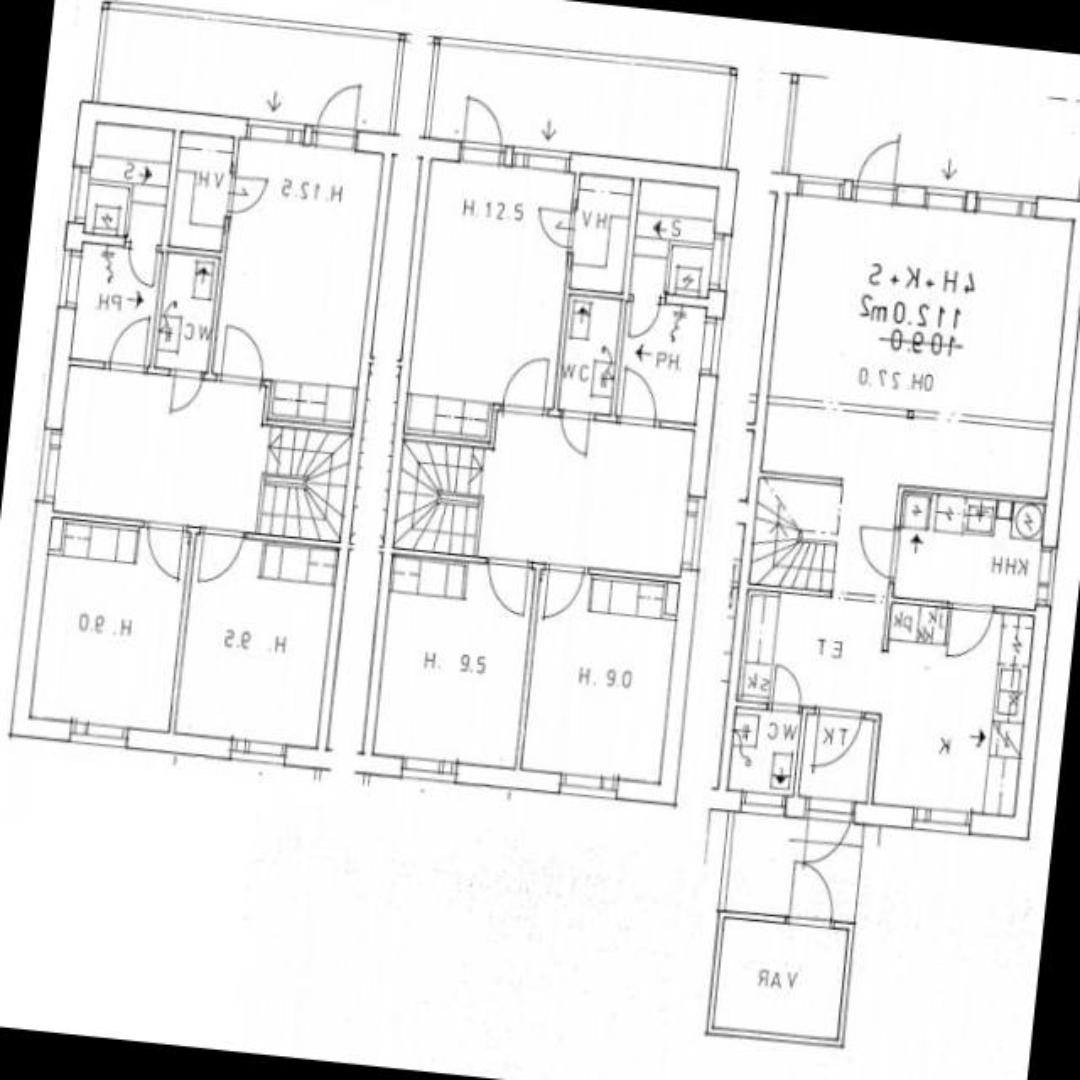 S
VH
H.12.5
PH.
WC
H. 9.0
H. 9.5
H.12.5
VH
S
WC
PH.
H. 9.5
H. 9.0
4H+K+S
112.0m2
109.0
OH.27.0
KHH
pk
jk
kk
ET
sk
WC
TK
K
VAR